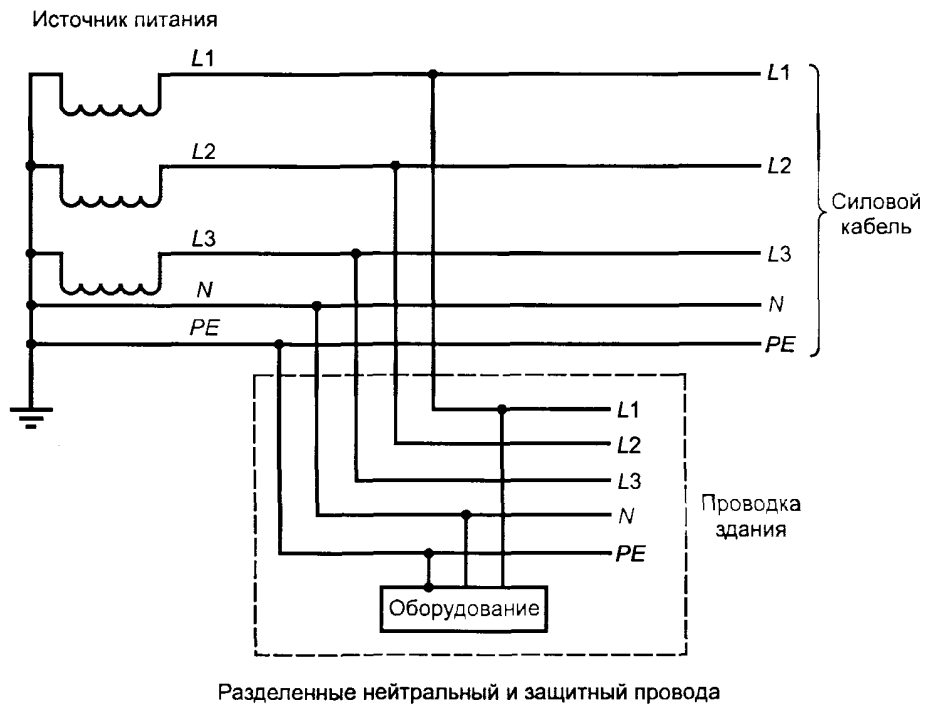 Источник питания
L1
L1
L2
L2
Силовой
кабель
L3
L3
N
N
PE
PE
L1
L2
L3
N
Проводка
здания
PE
Оборудование
Разделенные нейтральный и защитный провода